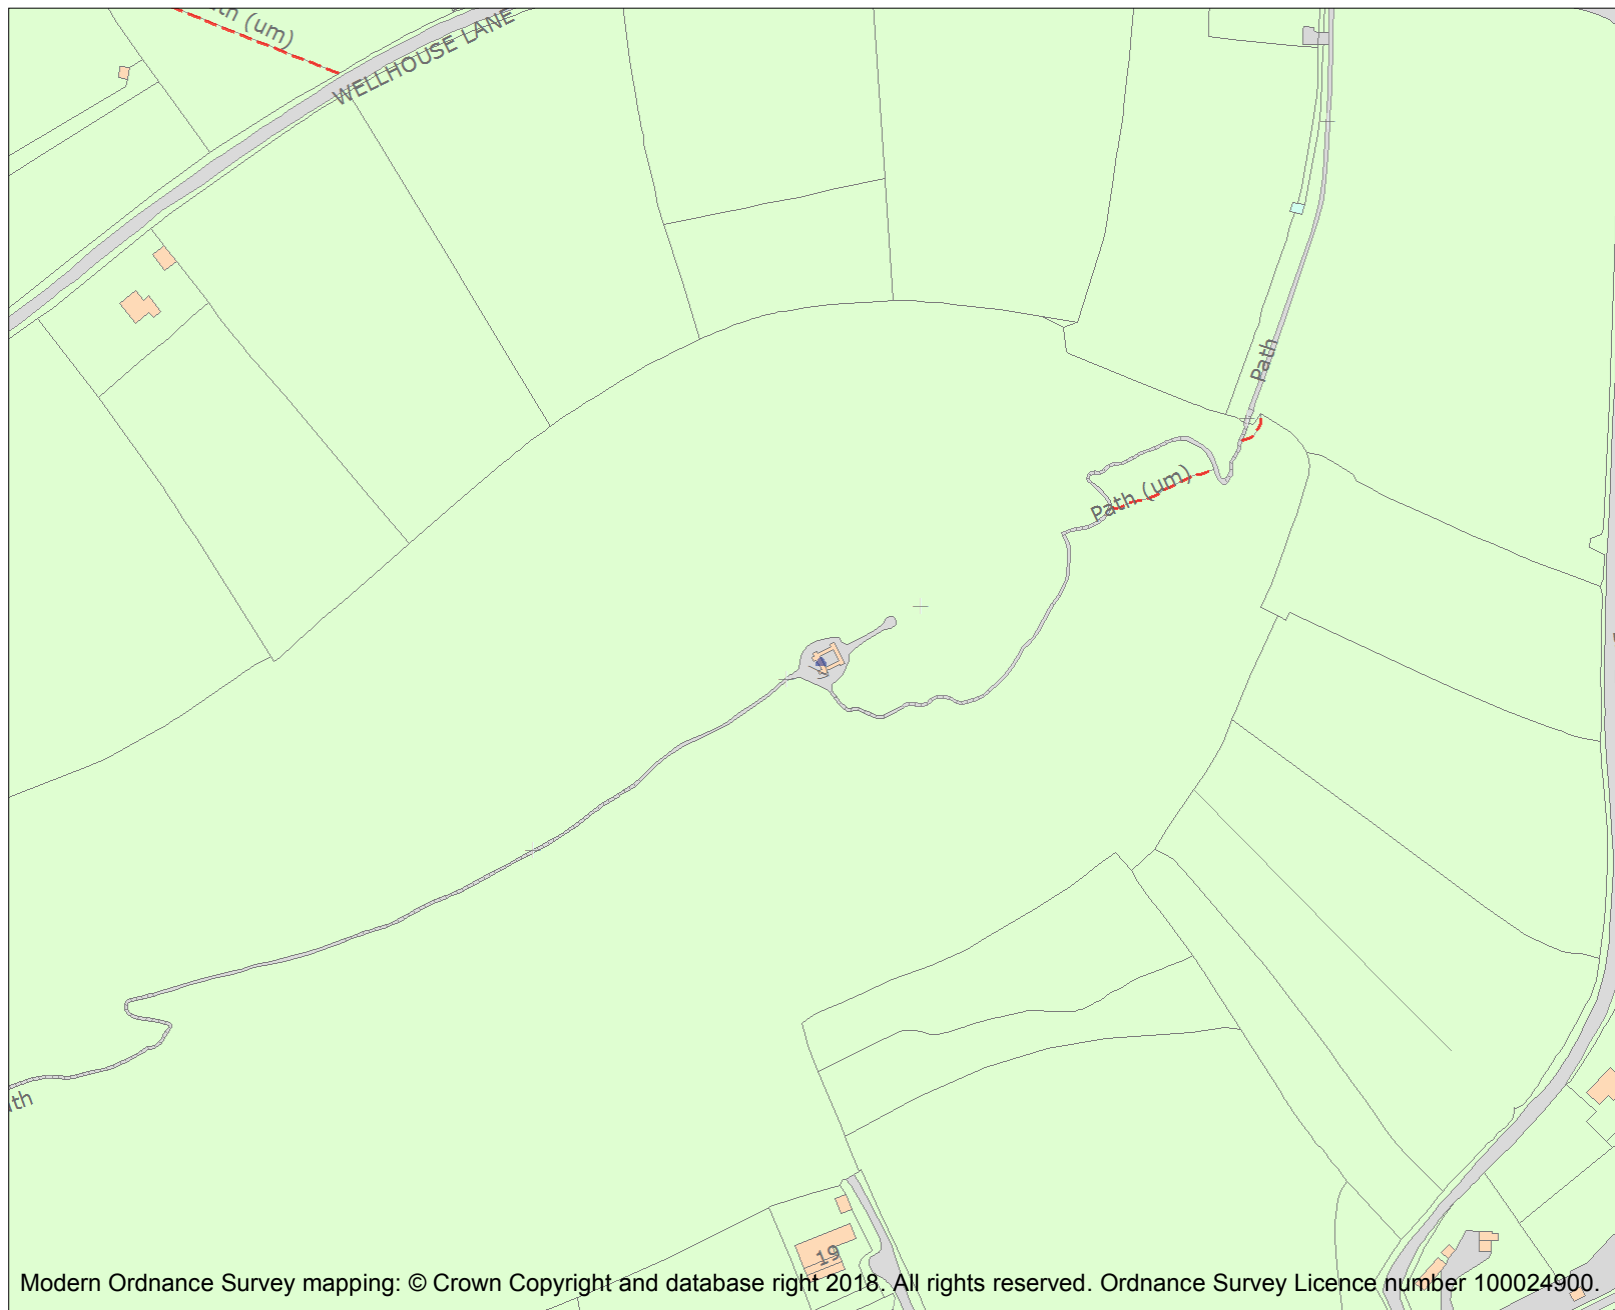 (um)
WELLHOUSE LANE
Path
Path (um)
19
Modern Ordnance Survey mapping: © Crown Copyright and database right 2018. All rights reserved. Ordnance Survey Licence number 100024900.